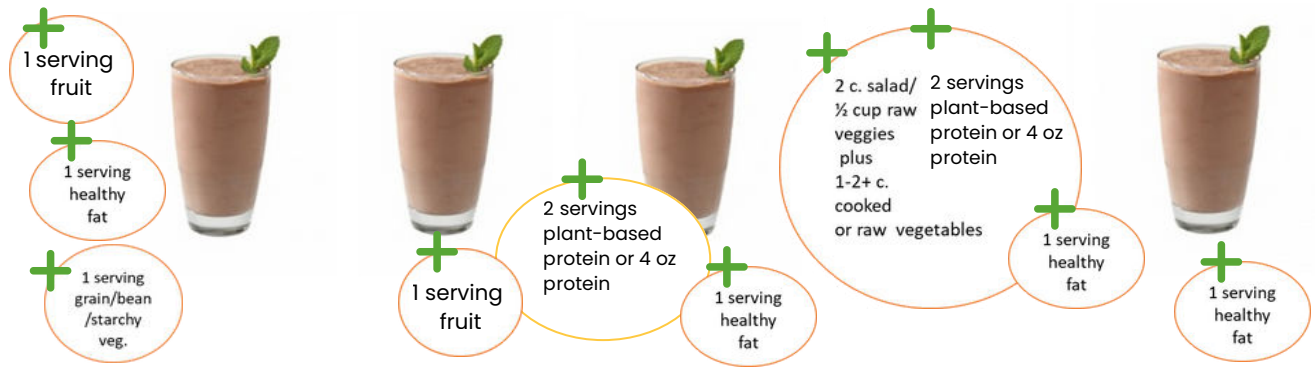 1 serving
fruit
1 serving
healthy
fat
1 serving
grain/bean
/starchy
veg.
1 serving
fruit
2 servings
plant-based
protein or 4 oz
protein
1 serving
healthy
fat
2 c. salad/
½ cup raw
veggies
plus
1-2+ c.
cooked
or raw vegetables
2 servings
plant-based
protein or 4 oz
protein
1 serving
healthy
fat
1 serving
healthy
fat